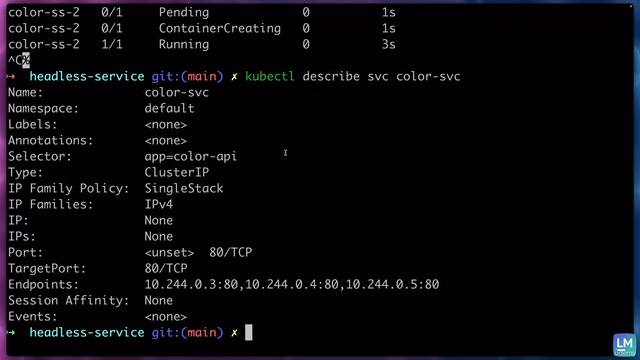 color-ss-2 0/1 Pending 0 1s
color-ss-2 0/1 ContainerCreating 0 1s
color-ss-2 1/1 Running 0 3s
^C%
→ headless-service git:(main) ✗ kubectl describe svc color-svc
Name: color-svc
Namespace: default
Labels: <none>
Annotations: <none>
Selector: app=color-api
Type: ClusterIP
IP Family Policy: SingleStack
IP Families: IPv4
IP: None
IPs: None
Port: <unset> 80/TCP
TargetPort: 80/TCP
Endpoints: 10.244.0.3:80,10.244.0.4:80,10.244.0.5:80
Session Affinity: None
Events: <none>
→ headless-service git:(main) ✗
LM